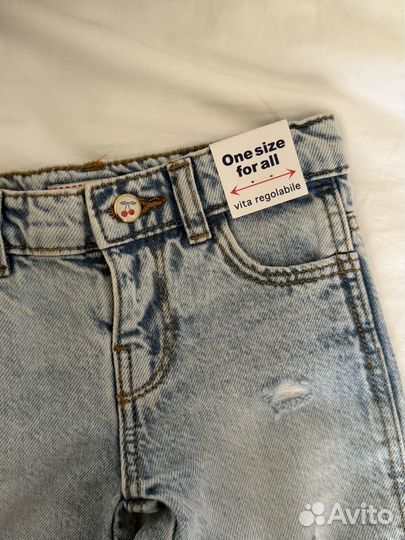 One size
for all
vita regolabile
Avito